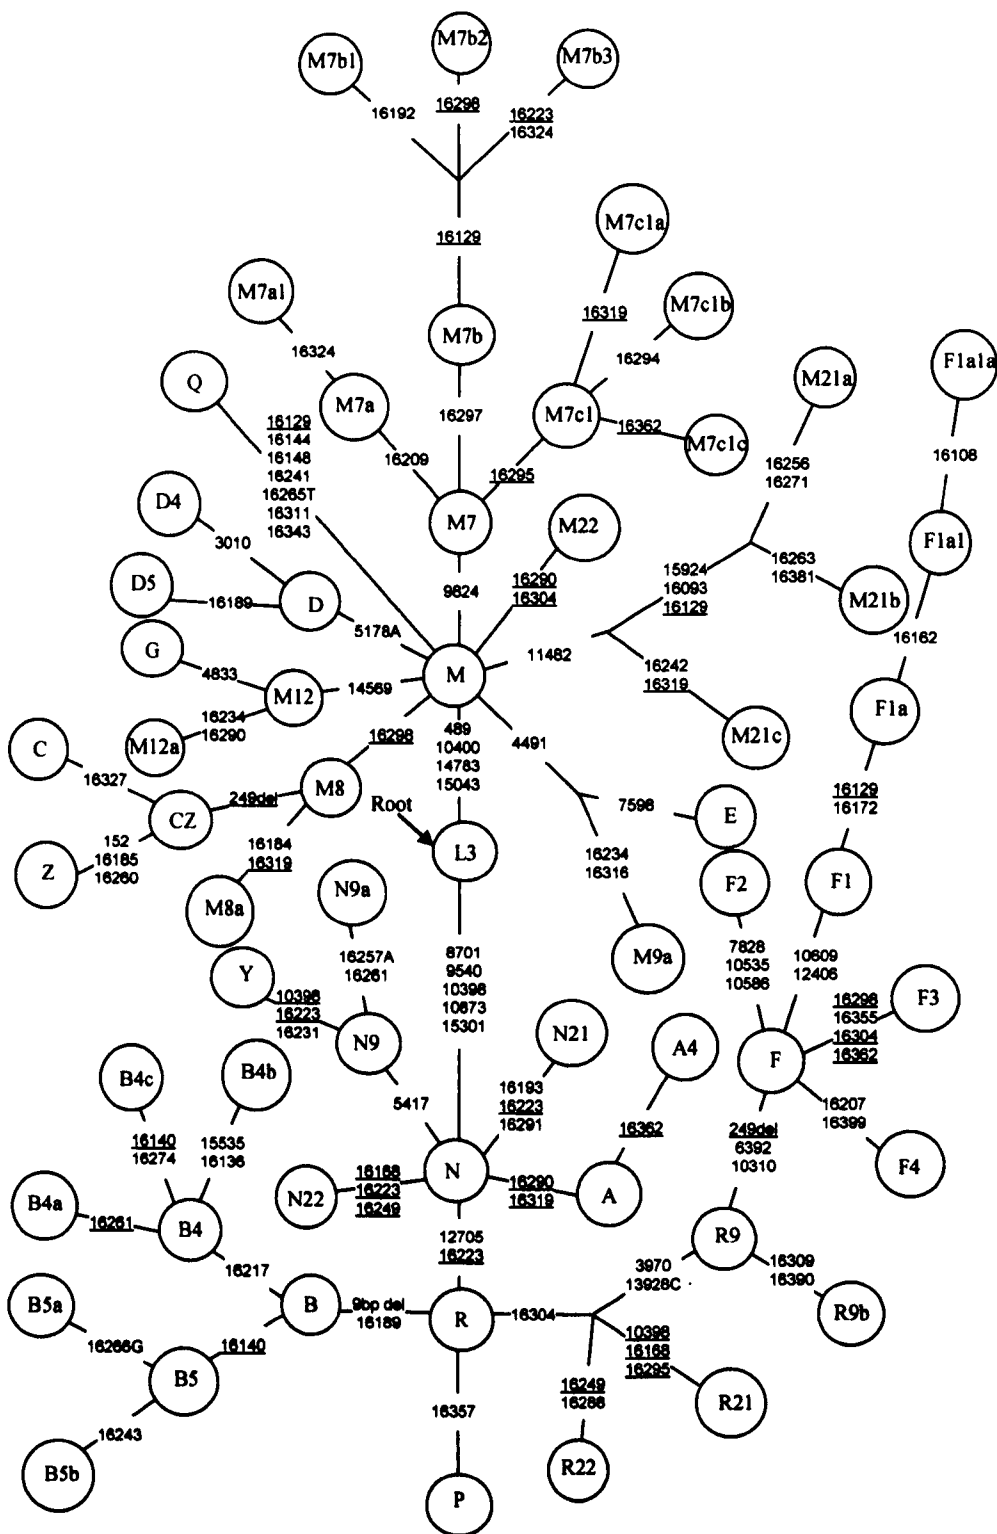 M7b1
M7b2
M7b3
16192
16298
16223
16324
16129
M7c1a
M7a1
M7b
16319
M7c1b
16324
16294
Q
M7a
M7c1
M21a
F1a1a
16129
16144
16148
16241
16265T
16311
16343
16297
16362
M7c1c
16209
16295
16256
16271
16108
D4
M7
M22
F1a1
3010
15924
16093
16129
16263
16381
D5
16189
D
9824
16290
16304
M21b
5178A
16162
G
11482
4833
M12
14569
M
16242
16319
F1a
16234
16290
M12a
M21c
C
16298
489
10400
14783
15043
4491
16327
M8
249del
Root
7598
E
16129
16172
CZ
152
16185
16260
16184
16319
L3
16234
16316
Z
F2
F1
M8a
N9a
Y
16257A
16261
8701
9540
10398
10873
15301
M9a
7828
10535
10586
10609
12406
10398
16223
16231
N9
N21
A4
16298
16355
16304
16362
F3
F
B4c
B4b
5417
16193
16223
16291
16207
16399
16140
16274
15535
16136
16362
249del
6392
10310
F4
N22
16168
16223
16249
N
16290
16319
A
B4a
16261
B4
12705
16223
R9
16217
3970
13928C
16309
16390
B5a
B
9bp del
16189
R
16304
R9b
16266G
16140
10398
16168
16295
B5
16249
16288
R21
16243
16357
B5b
R22
P